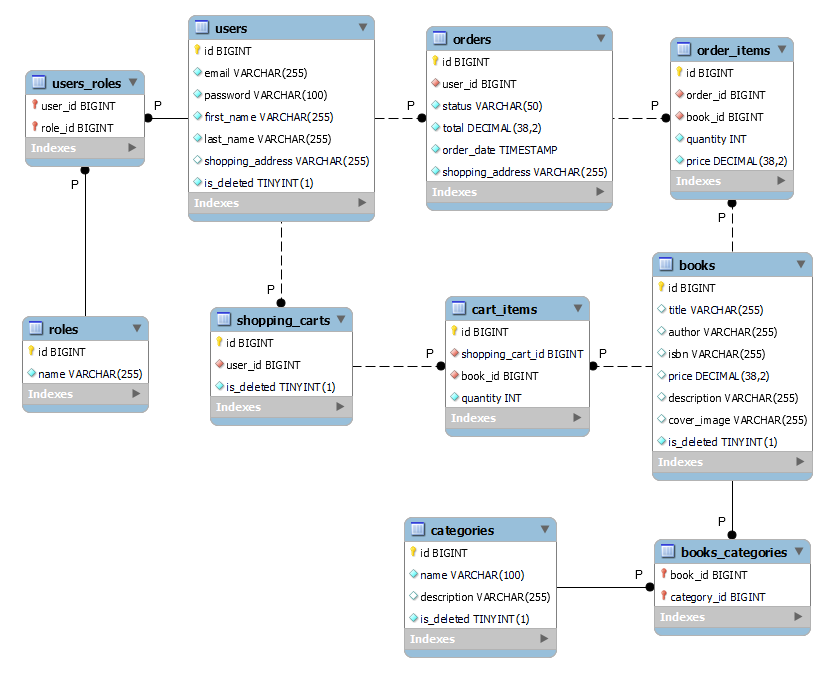 users
id BIGINT
email VARCHAR(255)
password VARCHAR(100)
first_name VARCHAR(255)
last_name VARCHAR(255)
shopping_address VARCHAR(255)
is_deleted TINYINT(1)
Indexes
orders
id BIGINT
user_id BIGINT
status VARCHAR(50)
total DECIMAL(38,2)
order_date TIMESTAMP
shopping_address VARCHAR(255)
Indexes
order_items
id BIGINT
order_id BIGINT
book_id BIGINT
quantity INT
price DECIMAL(38,2)
Indexes
users_roles
user_id BIGINT
role_id BIGINT
Indexes
P
P
P
P
P
P
roles
id BIGINT
name VARCHAR(255)
Indexes
shopping_carts
id BIGINT
user_id BIGINT
is_deleted TINYINT(1)
Indexes
P
cart_items
id BIGINT
shopping_cart_id BIGINT
book_id BIGINT
quantity INT
Indexes
P
books
id BIGINT
title VARCHAR(255)
author VARCHAR(255)
isbn VARCHAR(255)
price DECIMAL(38,2)
description VARCHAR(255)
cover_image VARCHAR(255)
is_deleted TINYINT(1)
Indexes
P
categories
id BIGINT
name VARCHAR(100)
description VARCHAR(255)
is_deleted TINYINT(1)
Indexes
P
books_categories
book_id BIGINT
category_id BIGINT
Indexes